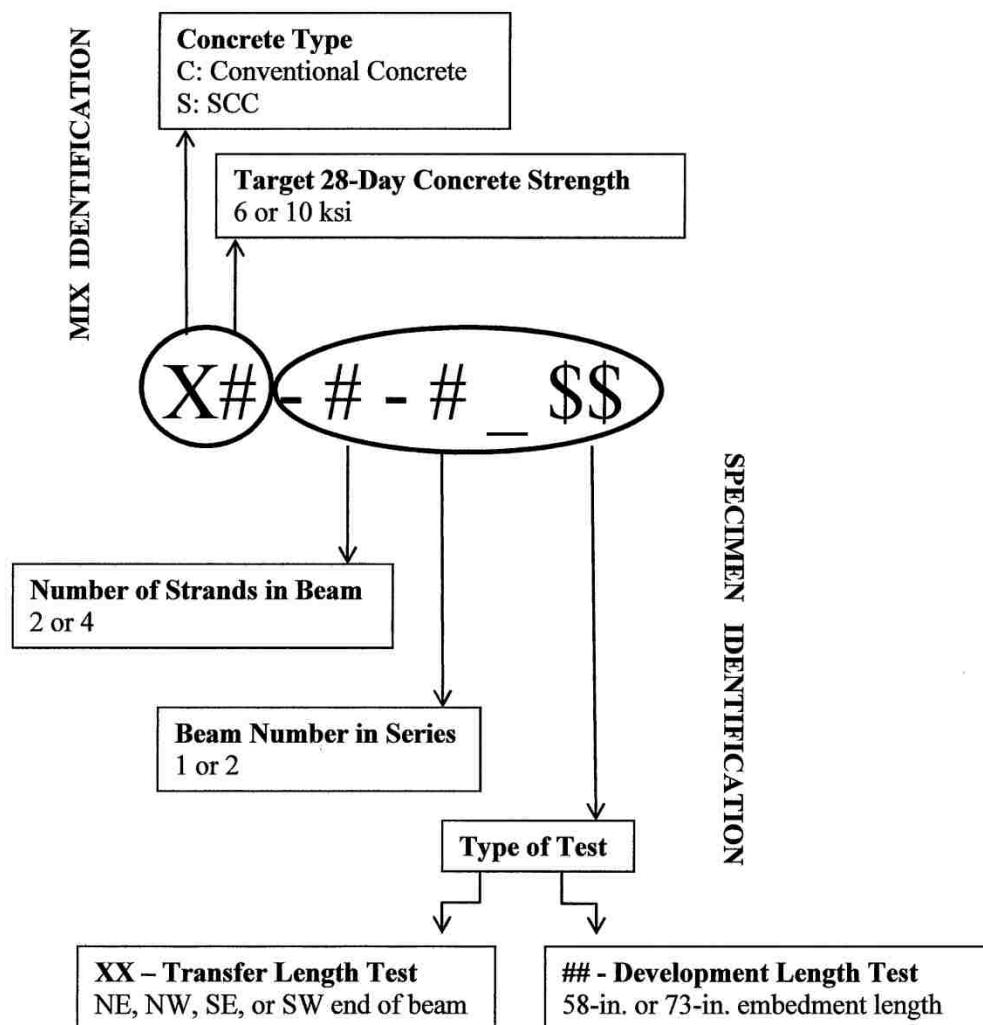 MIX IDENTIFICATION
Concrete Type
C: Conventional Concrete
S: SCC
Target 28-Day Concrete Strength
6 or 10 ksi
X# - # - # _ $$
SPECIMEN IDENTIFICATION
Number of Strands in Beam
2 or 4
Beam Number in Series
1 or 2
Type of Test
XX – Transfer Length Test
NE, NW, SE, or SW end of beam
## - Development Length Test
58-in. or 73-in. embedment length